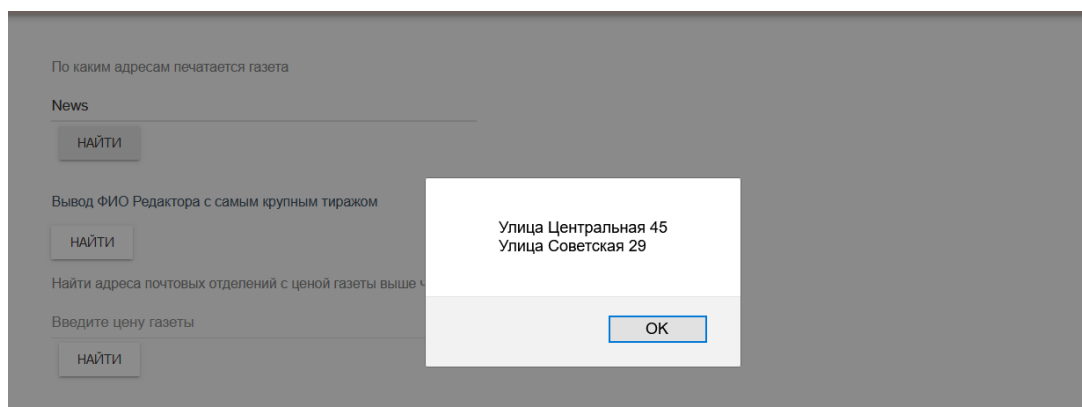 По каким адресам печатается газета
News
НАЙТИ
Вывод ФИО Редактора с самым крупным тиражом
НАЙТИ
Найти адреса почтовых отделений с ценой газеты выше
Введите цену газеты
НАЙТИ
Улица Центральная 45
Улица Советская 29
OK